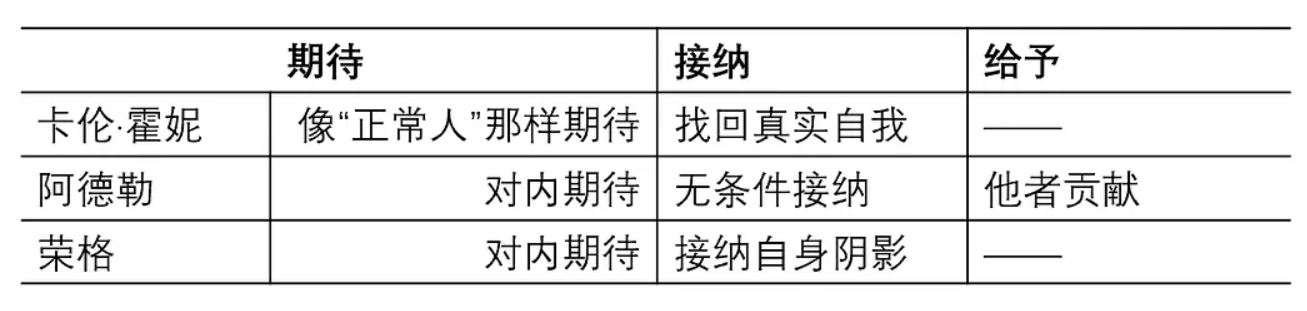 期待 接纳 给予
卡伦·霍妮 像“正常人”那样期待 找回真实自我 ——
阿德勒 对内期待 无条件接纳 他者贡献
荣格 对内期待 接纳自身阴影 ——